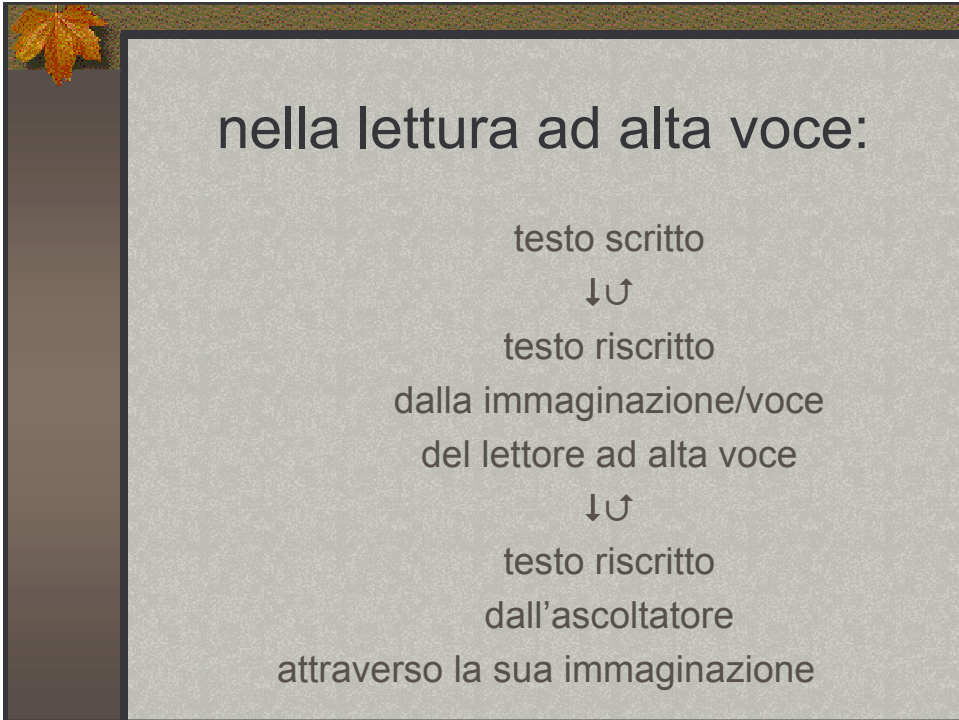 nella lettura ad alta voce:
testo scritto
⭣⮍
testo riscritto
dalla immaginazione/voce
del lettore ad alta voce
⭣⮍
testo riscritto
dall’ascoltatore
attraverso la sua immaginazione